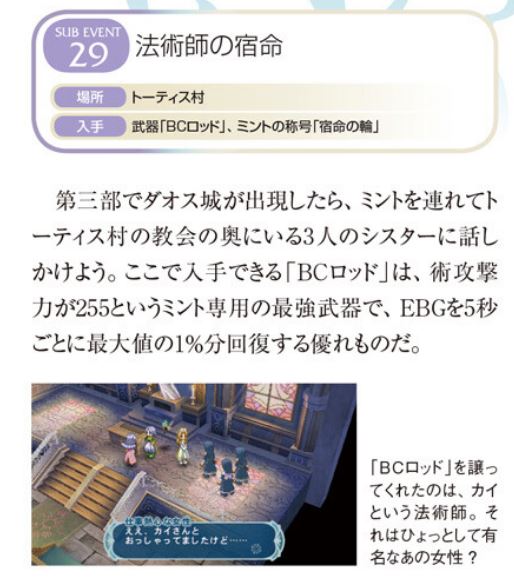 SUB EVENT
29
法術師の宿命
場所 トーティス村
入手 武器「BCロッド」、ミントの称号「宿命の輪」
第三部でダオス城が出現したら、ミントを連れてト
ーティス村の教会の奥にいる3人のシスターに話し
かけよう。ここで入手できる「BCロッド」は、術攻撃
力が255というミント専用の最強武器で、EBGを5秒
ごとに最大値の1%分回復する優れものだ。
仕事熱心な女性
ええ、カイさんと
おっしゃってましたけど……
「BCロッド」を譲っ
てくれたのは、カイ
という法術師。そ
れはひょっとして有
名なあの女性？